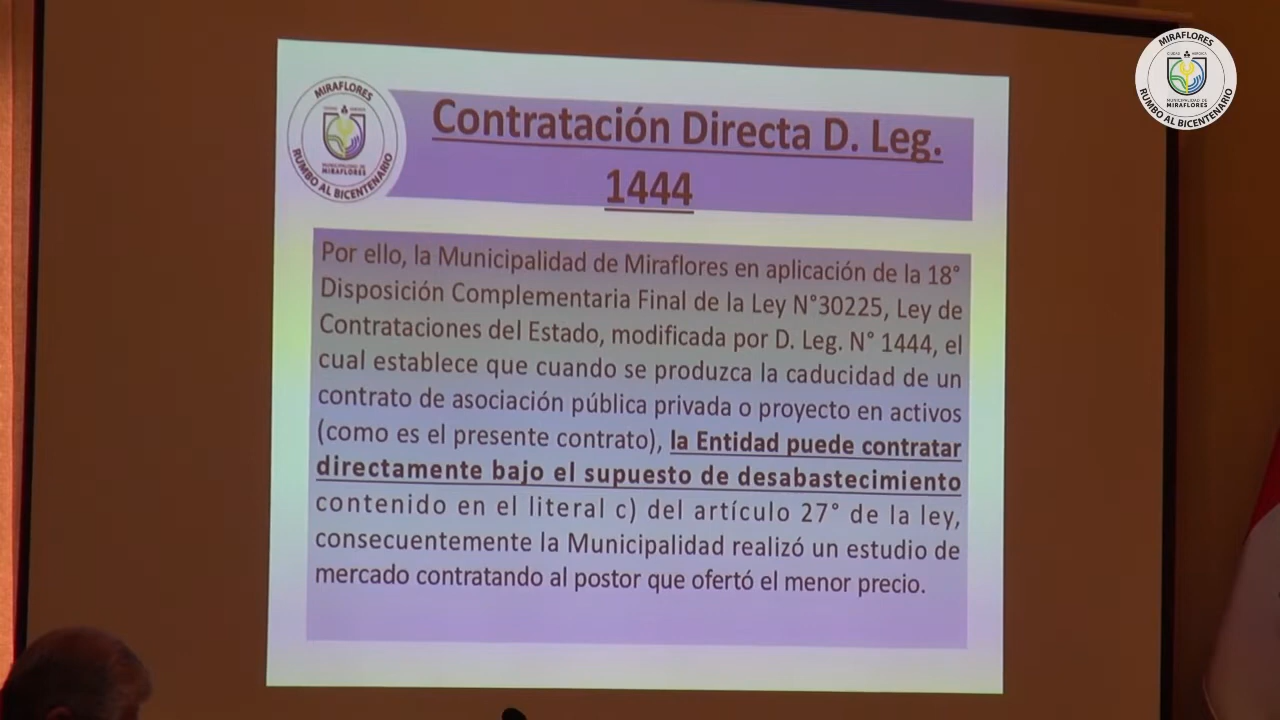 MIRAFLORES
CIUDAD HEROICA
MUNICIPALIDAD DE
MIRAFLORES
RUMBO AL BICENTENARIO
MIRAFLORES
MUNICIPALIDAD DE
MIRAFLORES
RUMBO AL BICENTENARIO
Contratación Directa D. Leg.
1444
Por ello, la Municipalidad de Miraflores en aplicación de la 18°
Disposición Complementaria Final de la Ley N°30225, Ley de
Contrataciones del Estado, modificada por D. Leg. N° 1444, el
cual establece que cuando se produzca la caducidad de un
contrato de asociación pública privada o proyecto en activos
(como es el presente contrato), la Entidad puede contratar
directamente bajo el supuesto de desabastecimiento
contenido en el literal c) del artículo 27° de la ley,
consecuentemente la Municipalidad realizó un estudio de
mercado contratando al postor que ofertó el menor precio.